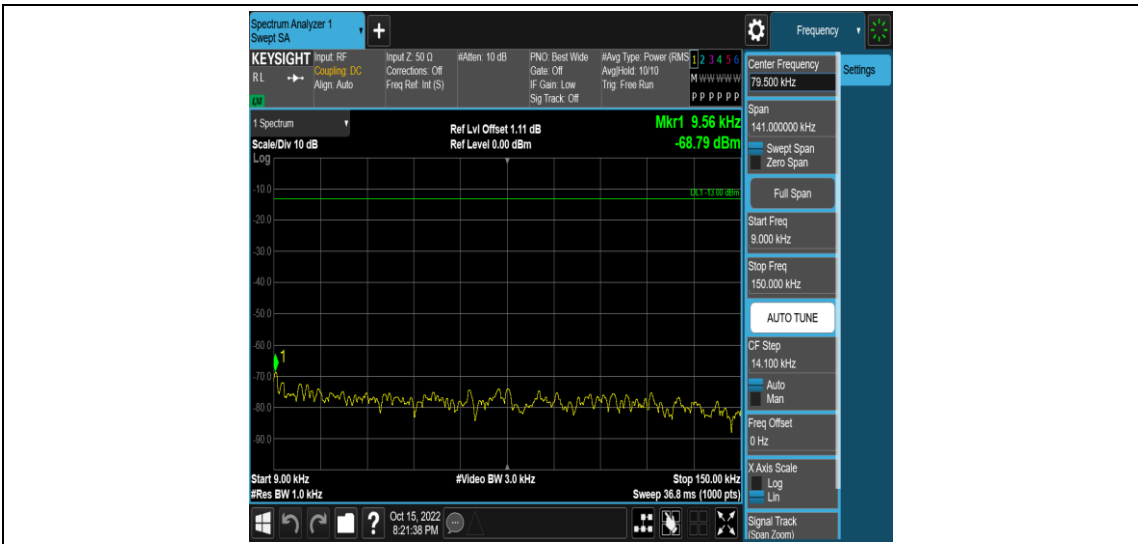 Spectrum Analyzer 1
Swept SA
+
Frequency
KEYSIGHT
RL
LXI
Input: RF
Coupling: DC
Align: Auto
Input Z: 50 Ω
Corrections: Off
Freq Ref: Int (S)
#Atten: 10 dB
PNO: Best Wide
Gate: Off
IF Gain: Low
Sig Track: Off
#Avg Type: Power (RMS
Avg|Hold: 10/10
Trig: Free Run
1 2 3 4 5 6
M W W W W W
P P P P P P
Center Frequency
79.500 kHz
Settings
Span
141.000000 kHz
Swept Span
Zero Span
Full Span
Start Freq
9.000 kHz
Stop Freq
150.000 kHz
AUTO TUNE
CF Step
14.100 kHz
Auto
Man
Freq Offset
0 Hz
X Axis Scale
Log
Lin
Signal Track
(Span Zoom)
1 Spectrum
Scale/Div 10 dB
Log
Ref Lvl Offset 1.11 dB
Ref Level 0.00 dBm
Mkr1 9.56 kHz
-68.79 dBm
DL1 -13.00 dBm
-10.0
-20.0
-30.0
-40.0
-50.0
-60.0
1
-70.0
-80.0
-90.0
Start 9.00 kHz
#Res BW 1.0 kHz
#Video BW 3.0 kHz
Stop 150.00 kHz
Sweep 36.8 ms (1000 pts)
?
Oct 15, 2022
8:21:38 PM